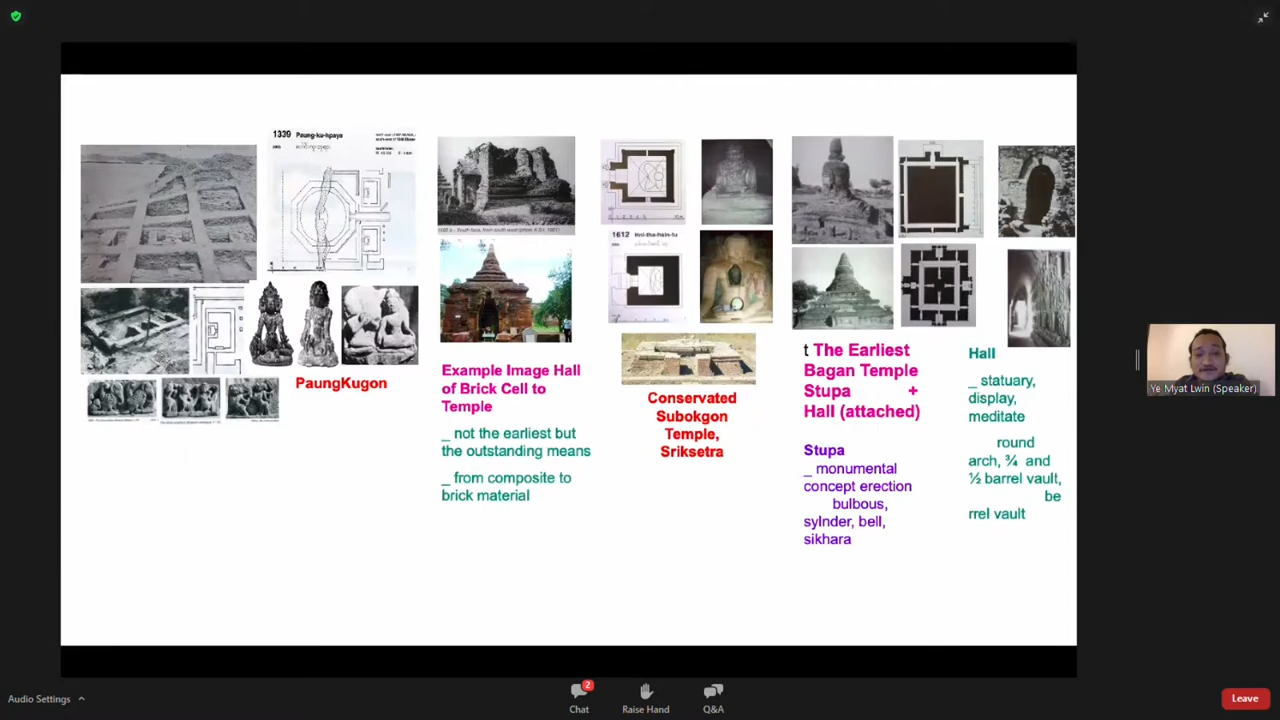 1339 Paung-ku-hpaya
PaungKugon
Example Image Hall
of Brick Cell to
Temple
_ not the earliest but
the outstanding means
_ from composite to
brick material
1612
Conservated
Subokgon
Temple,
Sriksetra
t The Earliest
Bagan Temple
Stupa +
Hall (attached)
Stupa
_ monumental
concept erection
bulbous,
sylnder, bell,
sikhara
Hall
_ statuary,
display,
meditate
round
arch, ¾ and
½ barrel vault,
be
rrel vault
Ye Myat Lwin (Speaker)
Audio Settings
2
Chat
Raise Hand
Q&A
Leave